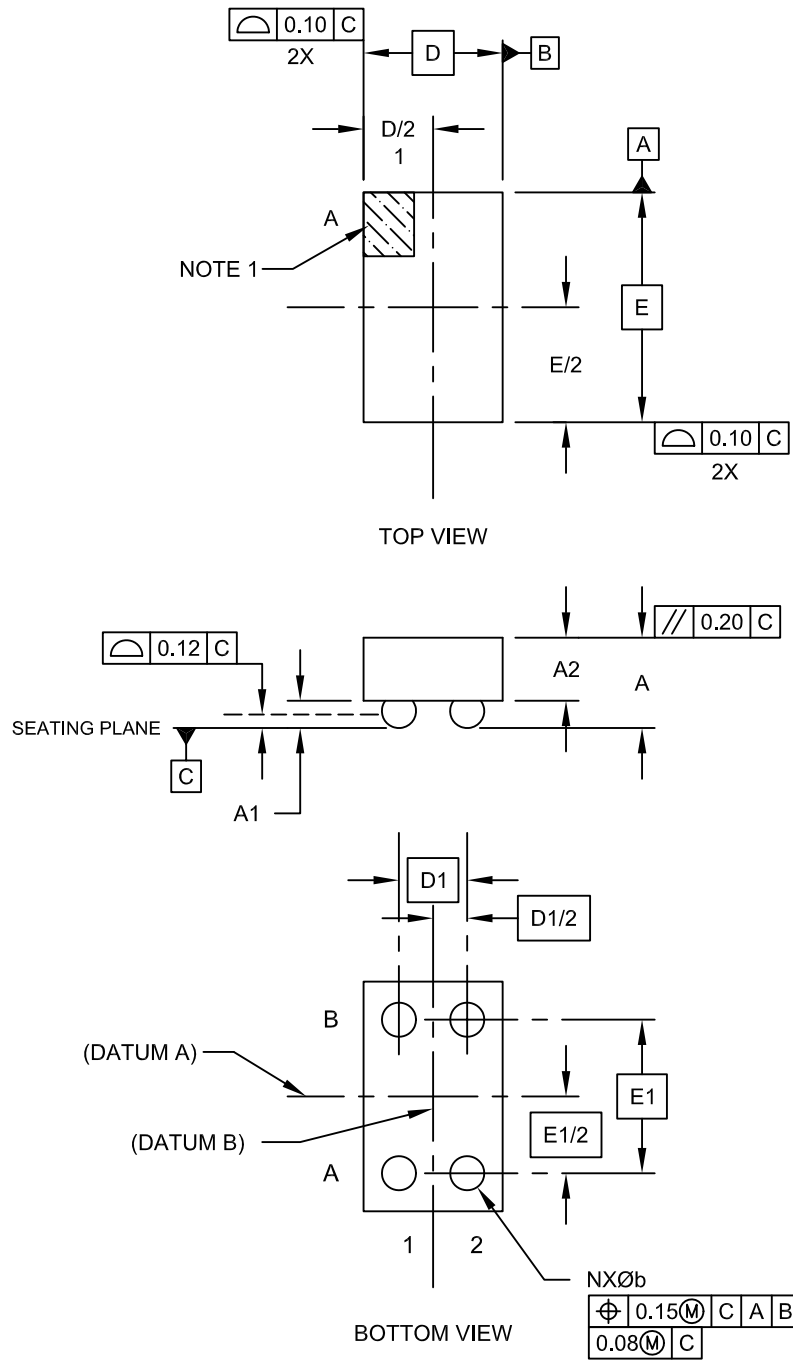 0.10 C
2X
D
B
D/2
1
A
A
NOTE 1
E
E/2
0.10 C
2X
TOP VIEW
// 0.20 C
0.12 C
A2
A
SEATING PLANE
C
A1
D1
D1/2
B
(DATUM A)
E1
(DATUM B)
E1/2
A
1 2
NXØb
⌖ 0.15Ⓜ C A B
0.08Ⓜ C
BOTTOM VIEW